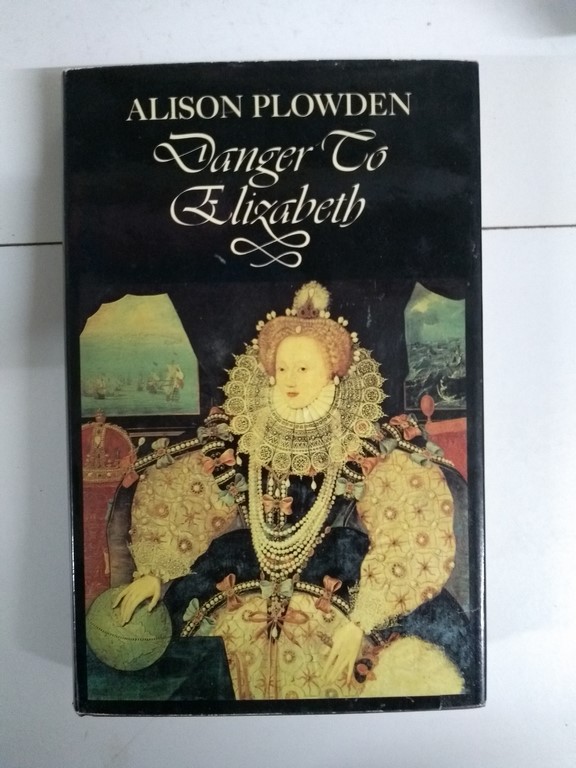 ALISON PLOWDEN
Danger To
Elizabeth